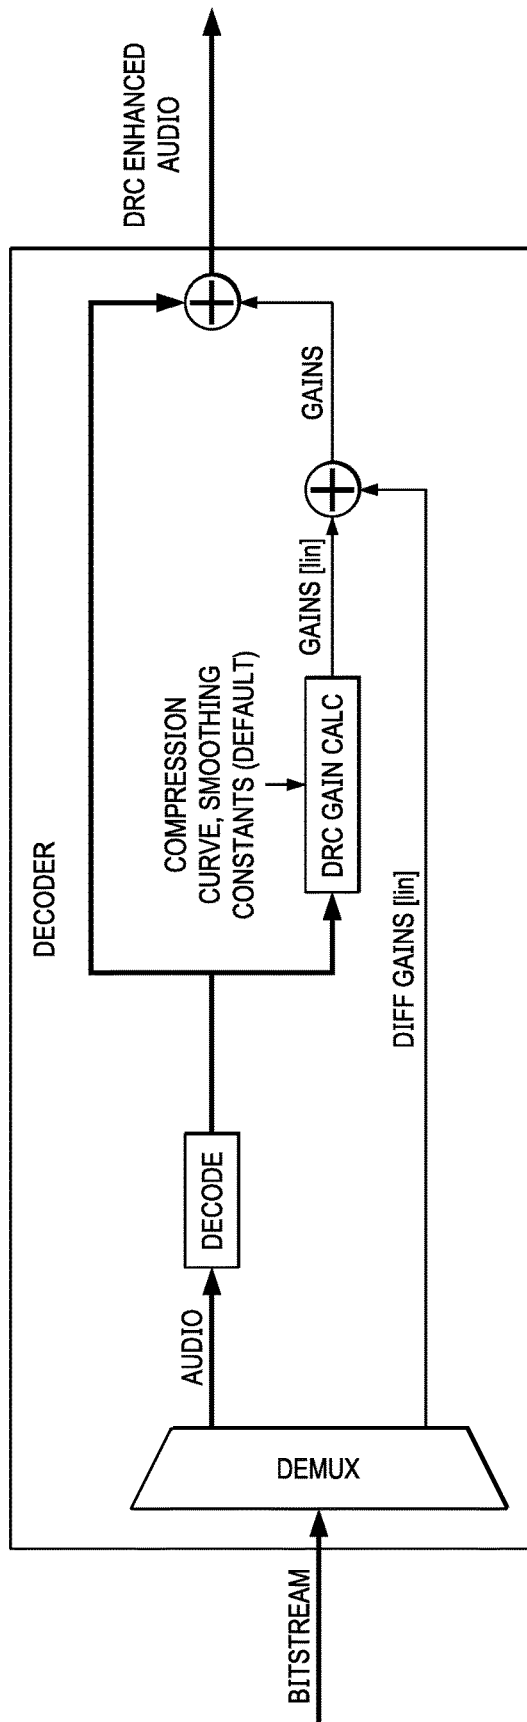 BITSTREAM
DEMUX
AUDIO
DECODE
DECODER
COMPRESSION
CURVE, SMOOTHING
CONSTANTS (DEFAULT)
DRC GAIN CALC
GAINS [lin]
DIFF GAINS [lin]
GAINS
DRC ENHANCED
AUDIO